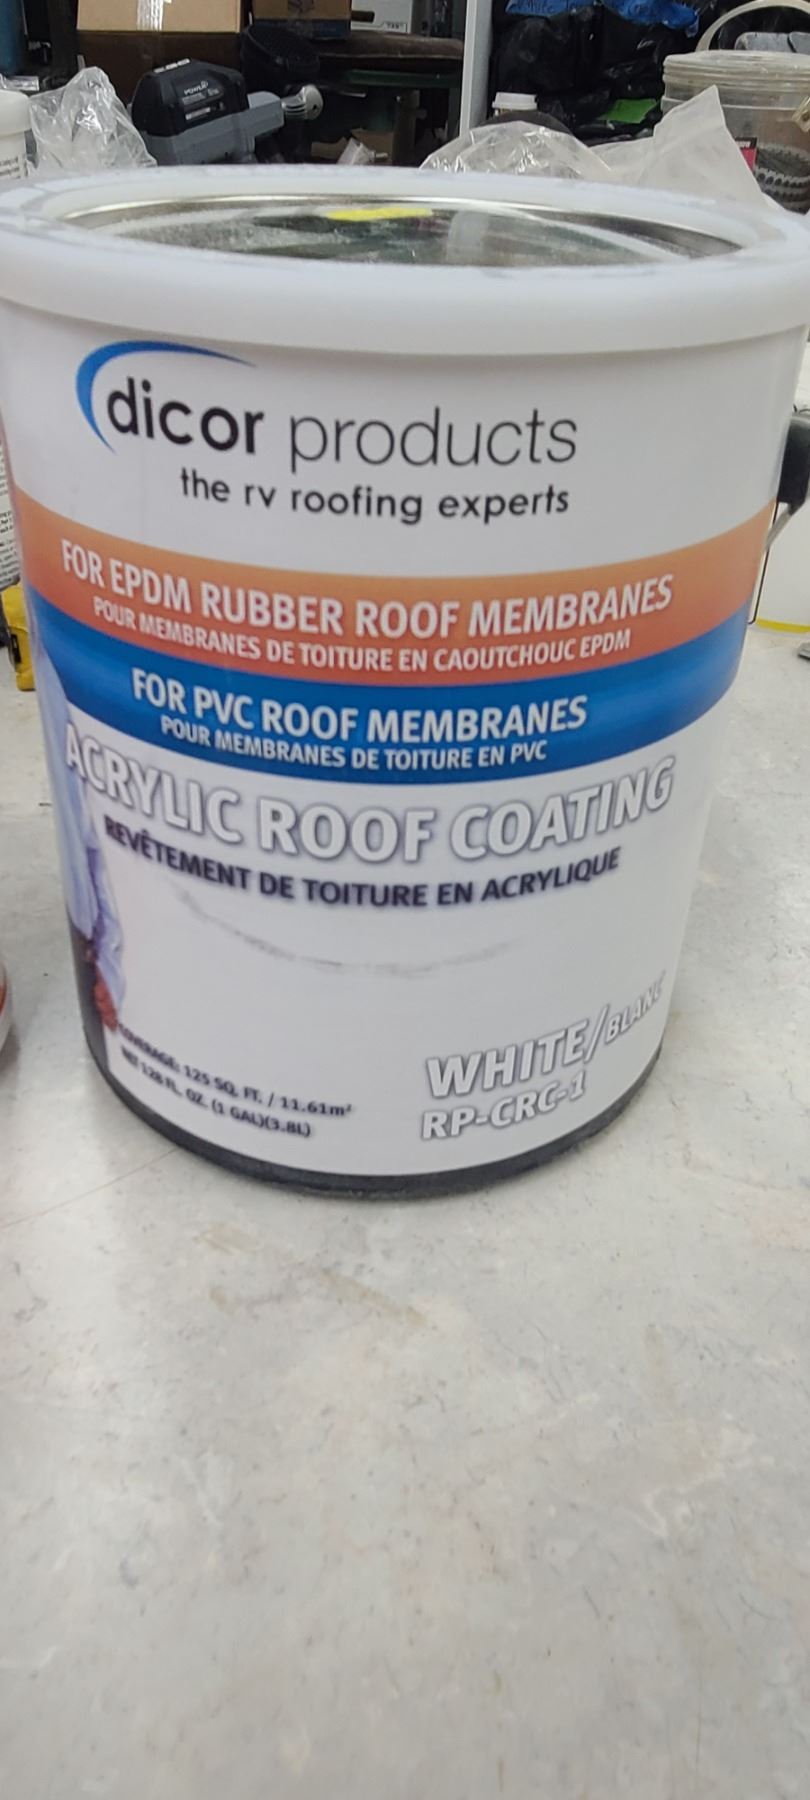 dicor products
the rv roofing experts
FOR EPDM RUBBER ROOF MEMBRANES
POUR MEMBRANES DE TOITURE EN CAOUTCHOUC EPDM
FOR PVC ROOF MEMBRANES
POUR MEMBRANES DE TOITURE EN PVC
ACRYLIC ROOF COATING
REVÊTEMENT DE TOITURE EN ACRYLIQUE
WHITE/BLANC
RP-CRC-1
COVERAGE: 125 SQ. FT. / 11.61m²
NET 128 FL. OZ. (1 GAL)(3.8L)